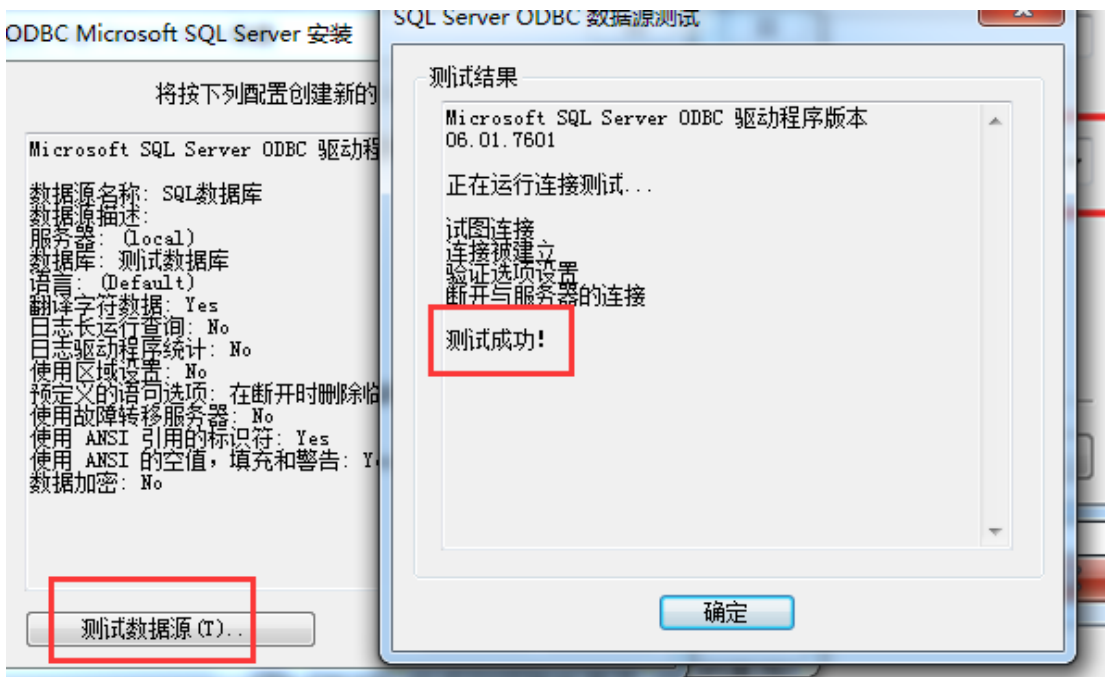 ODBC Microsoft SQL Server 安装
将按下列配置创建新的
Microsoft SQL Server ODBC 驱动程
数据源名称: SQL数据库
数据源描述:
服务器: (local)
数据库: 测试数据库
语言: (Default)
翻译字符数据: Yes
日志长运行查询: No
日志驱动程序统计: No
使用区域设置: No
预定义的语句选项: 在断开时删除临
使用故障转移服务器: No
使用 ANSI 引用的标识符: Yes
使用 ANSI 的空值，填充和警告: Y
数据加密: No
测试数据源(T)..
SQL Server ODBC 数据源测试
测试结果
Microsoft SQL Server ODBC 驱动程序版本
06.01.7601
正在运行连接测试...
试图连接
连接被建立
验证选项设置
断开与服务器的连接
测试成功!
确定